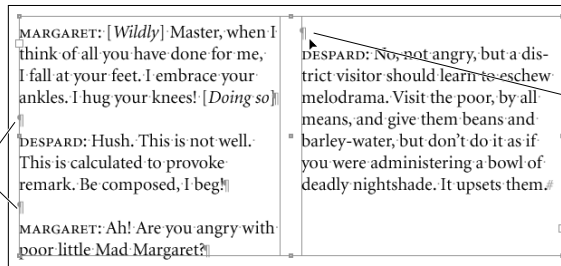 MARGARET: [Wildly] Master, when I
think of all you have done for me,
I fall at your feet. I embrace your
ankles. I hug your knees! [Doing so]¶
¶
DESPARD: Hush. This is not well.
This is calculated to provoke
remark. Be composed, I beg!¶
¶
MARGARET: Ah! Are you angry with
poor little Mad Margaret?¶
¶
DESPARD: No, not angry, but a dis-
trict visitor should learn to eschew
melodrama. Visit the poor, by all
means, and give them beans and
barley-water, but don’t do it as if
you were administering a bowl of
deadly nightshade. It upsets them.#